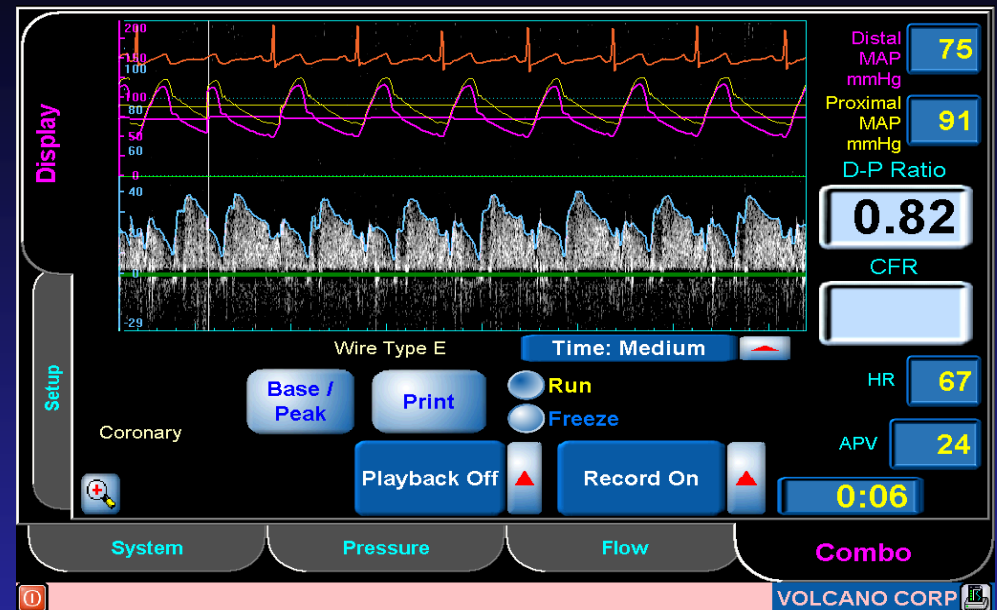 Display
Setup
200
150
100
100
80
50
60
0
40
20
0
-29
Distal
MAP
mmHg
75
Proximal
MAP
mmHg
91
D-P Ratio
0.82
CFR
Wire Type E
Time: Medium
Base /
Peak
Print
Run
Freeze
HR
67
Coronary
APV
24
Playback Off
Record On
0:06
System
Pressure
Flow
Combo
VOLCANO CORP